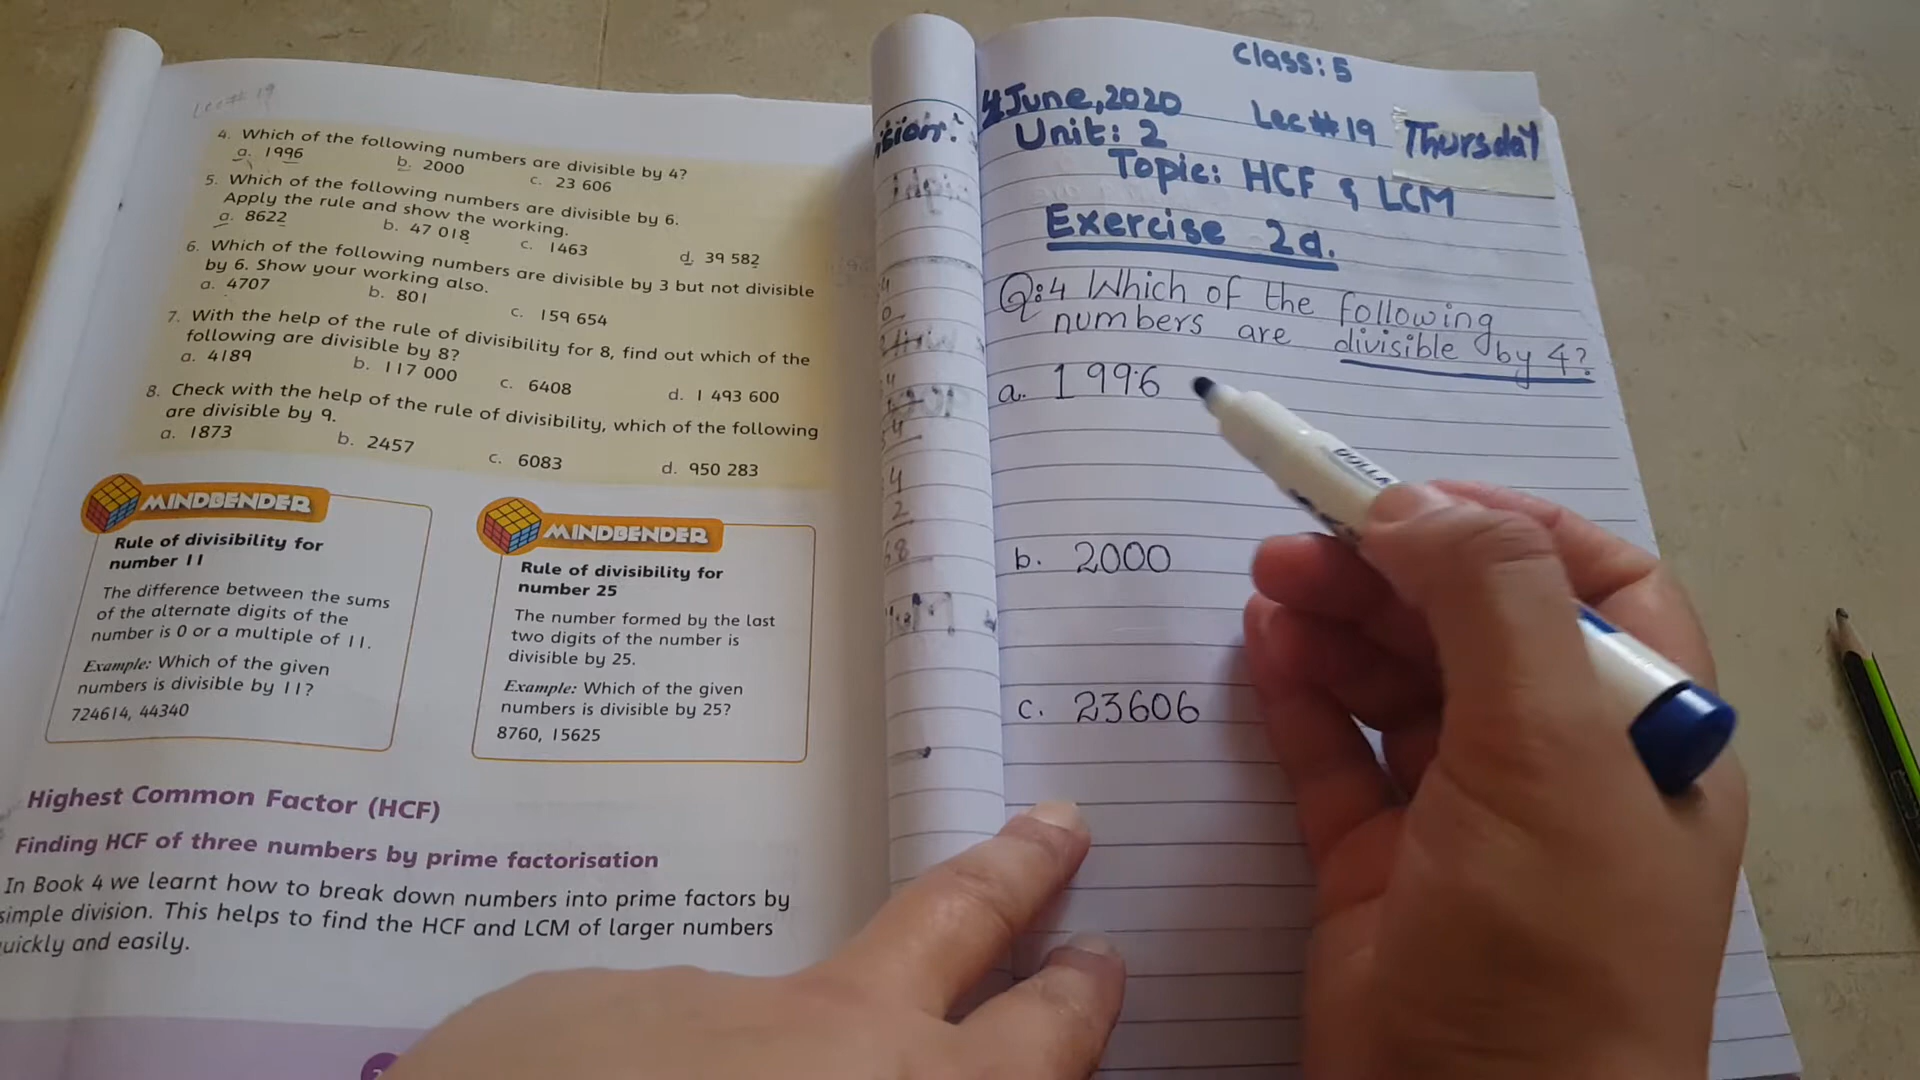 Lec# 19
4. Which of the following numbers are divisible by 4?
a. 1996 b. 2000 c. 23 606
5. Which of the following numbers are divisible by 6.
Apply the rule and show the working.
a. 8622 b. 47 018 c. 1463 d. 39 582
6. Which of the following numbers are divisible by 3 but not divisible
by 6. Show your working also.
a. 4707 b. 801 c. 159 654
7. With the help of the rule of divisibility for 8, find out which of the
following are divisible by 8?
a. 4189 b. 117 000 c. 6408 d. 1 493 600
8. Check with the help of the rule of divisibility, which of the following
are divisible by 9.
a. 1873 b. 2457 c. 6083 d. 950 283
MINDBENDER
Rule of divisibility for
number 11
The difference between the sums
of the alternate digits of the
number is 0 or a multiple of 11.
Example: Which of the given
numbers is divisible by 11?
724614, 44340
MINDBENDER
Rule of divisibility for
number 25
The number formed by the last
two digits of the number is
divisible by 25.
Example: Which of the given
numbers is divisible by 25?
8760, 15625
Highest Common Factor (HCF)
Finding HCF of three numbers by prime factorisation
In Book 4 we learnt how to break down numbers into prime factors by
simple division. This helps to find the HCF and LCM of larger numbers
quickly and easily.
Class: 5
4 June, 2020 Lec# 19 Thursday
Unit: 2
Topic: HCF & LCM
Exercise 2a.
Q:4 Which of the following
numbers are divisible by 4?
a. 1996
b. 2000
c. 23606